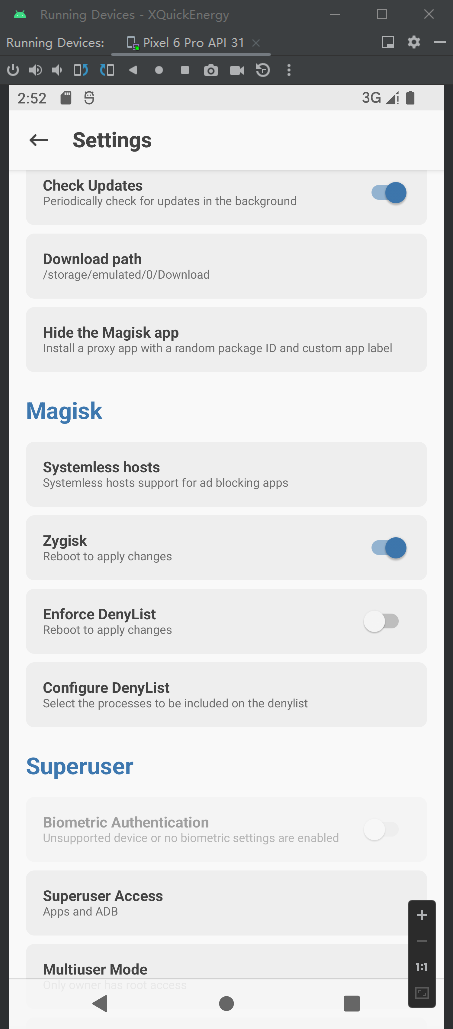 Running Devices - XQuickEnergy
Running Devices: Pixel 6 Pro API 31
2:52 3G
Settings
Check Updates
Periodically check for updates in the background
Download path
/storage/emulated/0/Download
Hide the Magisk app
Install a proxy app with a random package ID and custom app label
Magisk
Systemless hosts
Systemless hosts support for ad blocking apps
Zygisk
Reboot to apply changes
Enforce DenyList
Reboot to apply changes
Configure DenyList
Select the processes to be included on the denylist
Superuser
Biometric Authentication
Unsupported device or no biometric settings are enabled
Superuser Access
Apps and ADB
1:1
Multiuser Mode
Only owner has root access